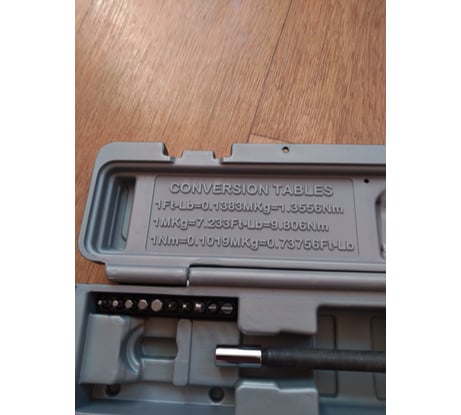 CONVERSION TABLES
1Ft-Lb=0.1383MKg=1.3556Nm
1MKg=7.233Ft-Lb=9.806Nm
1Nm=0.1019MKg=0.73756Ft-Lb